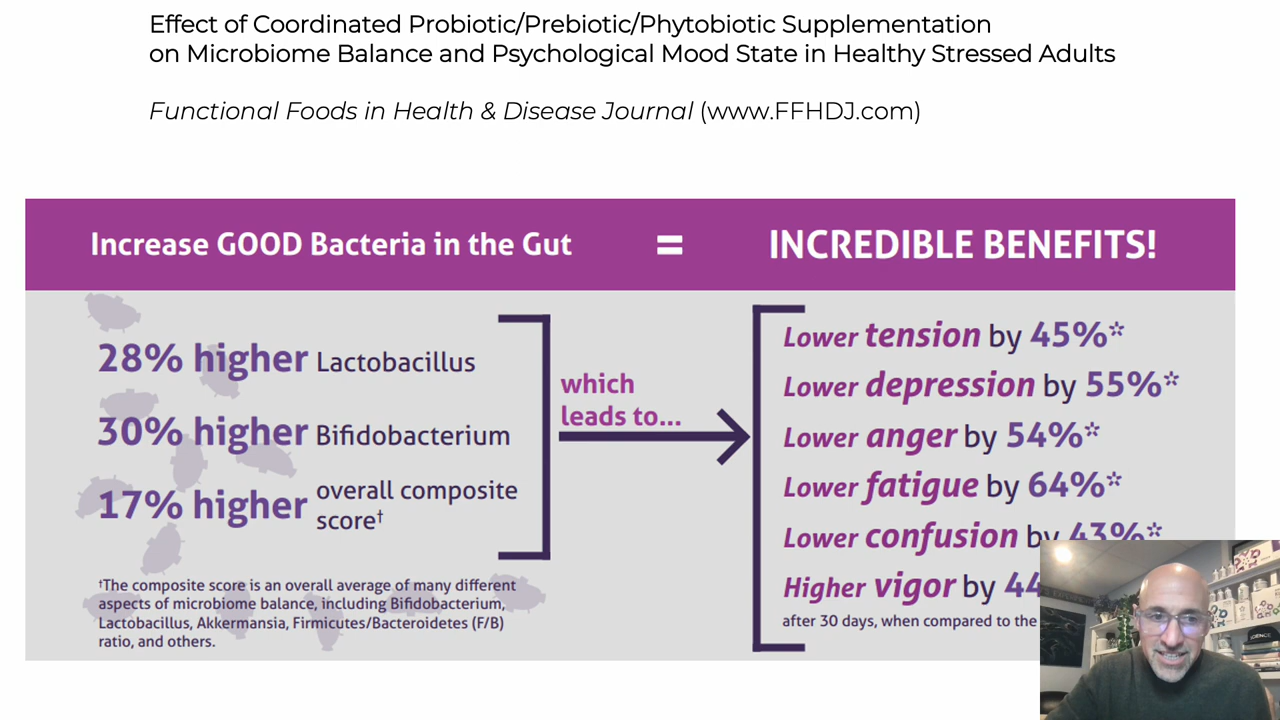 Effect of Coordinated Probiotic/Prebiotic/Phytobiotic Supplementation
on Microbiome Balance and Psychological Mood State in Healthy Stressed Adults
Functional Foods in Health & Disease Journal (www.FFHDJ.com)
Increase GOOD Bacteria in the Gut = INCREDIBLE BENEFITS!
28% higher Lactobacillus
30% higher Bifidobacterium
17% higher overall composite
score†
†The composite score is an overall average of many different
aspects of microbiome balance, including Bifidobacterium,
Lactobacillus, Akkermansia, Firmicutes/Bacteroidetes (F/B)
ratio, and others.
which
leads to...
Lower tension by 45%*
Lower depression by 55%*
Lower anger by 54%*
Lower fatigue by 64%*
Lower confusion by 43%*
Higher vigor by 44
after 30 days, when compared to the
SCIENCE